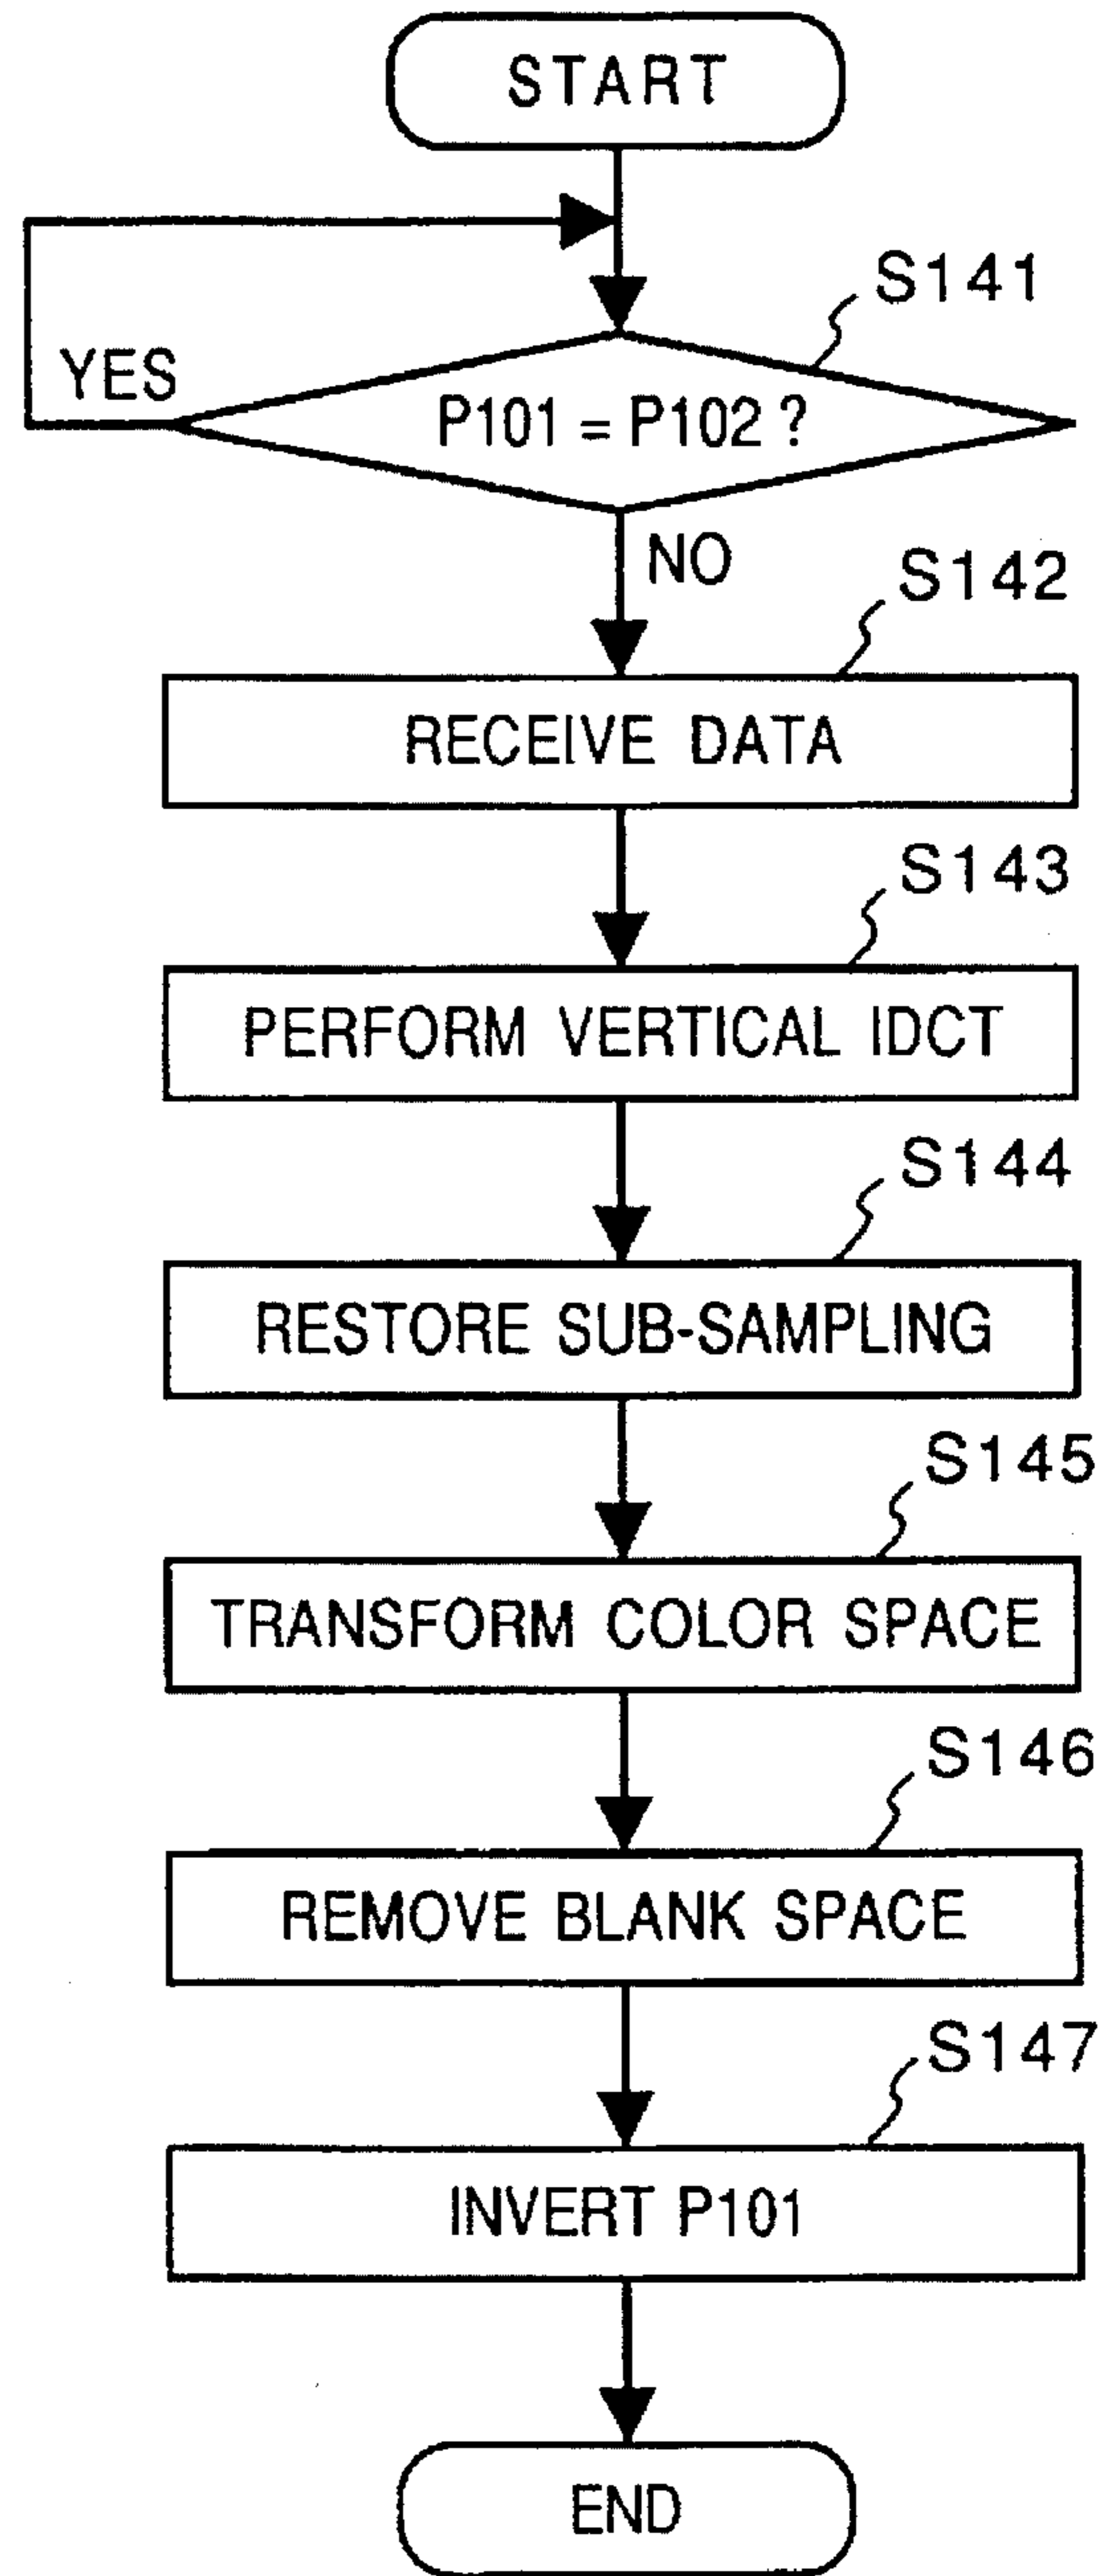 START
S141
YES
P101 = P102 ?
NO
S142
RECEIVE DATA
S143
PERFORM VERTICAL IDCT
S144
RESTORE SUB-SAMPLING
S145
TRANSFORM COLOR SPACE
S146
REMOVE BLANK SPACE
S147
INVERT P101
END